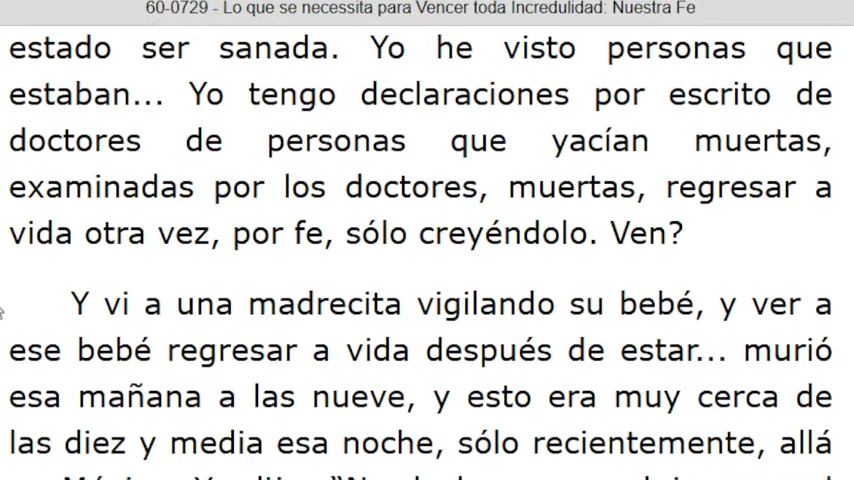 60-0729 - Lo que se necessita para Vencer toda Incredulidad: Nuestra Fe
estado ser sanada. Yo he visto personas que
estaban... Yo tengo declaraciones por escrito de
doctores de personas que yacían muertas,
examinadas por los doctores, muertas, regresar a
vida otra vez, por fe, sólo creyéndolo. Ven?
Y vi a una madrecita vigilando su bebé, y ver a
ese bebé regresar a vida después de estar... murió
esa mañana a las nueve, y esto era muy cerca de
las diez y media esa noche, sólo recientemente, allá